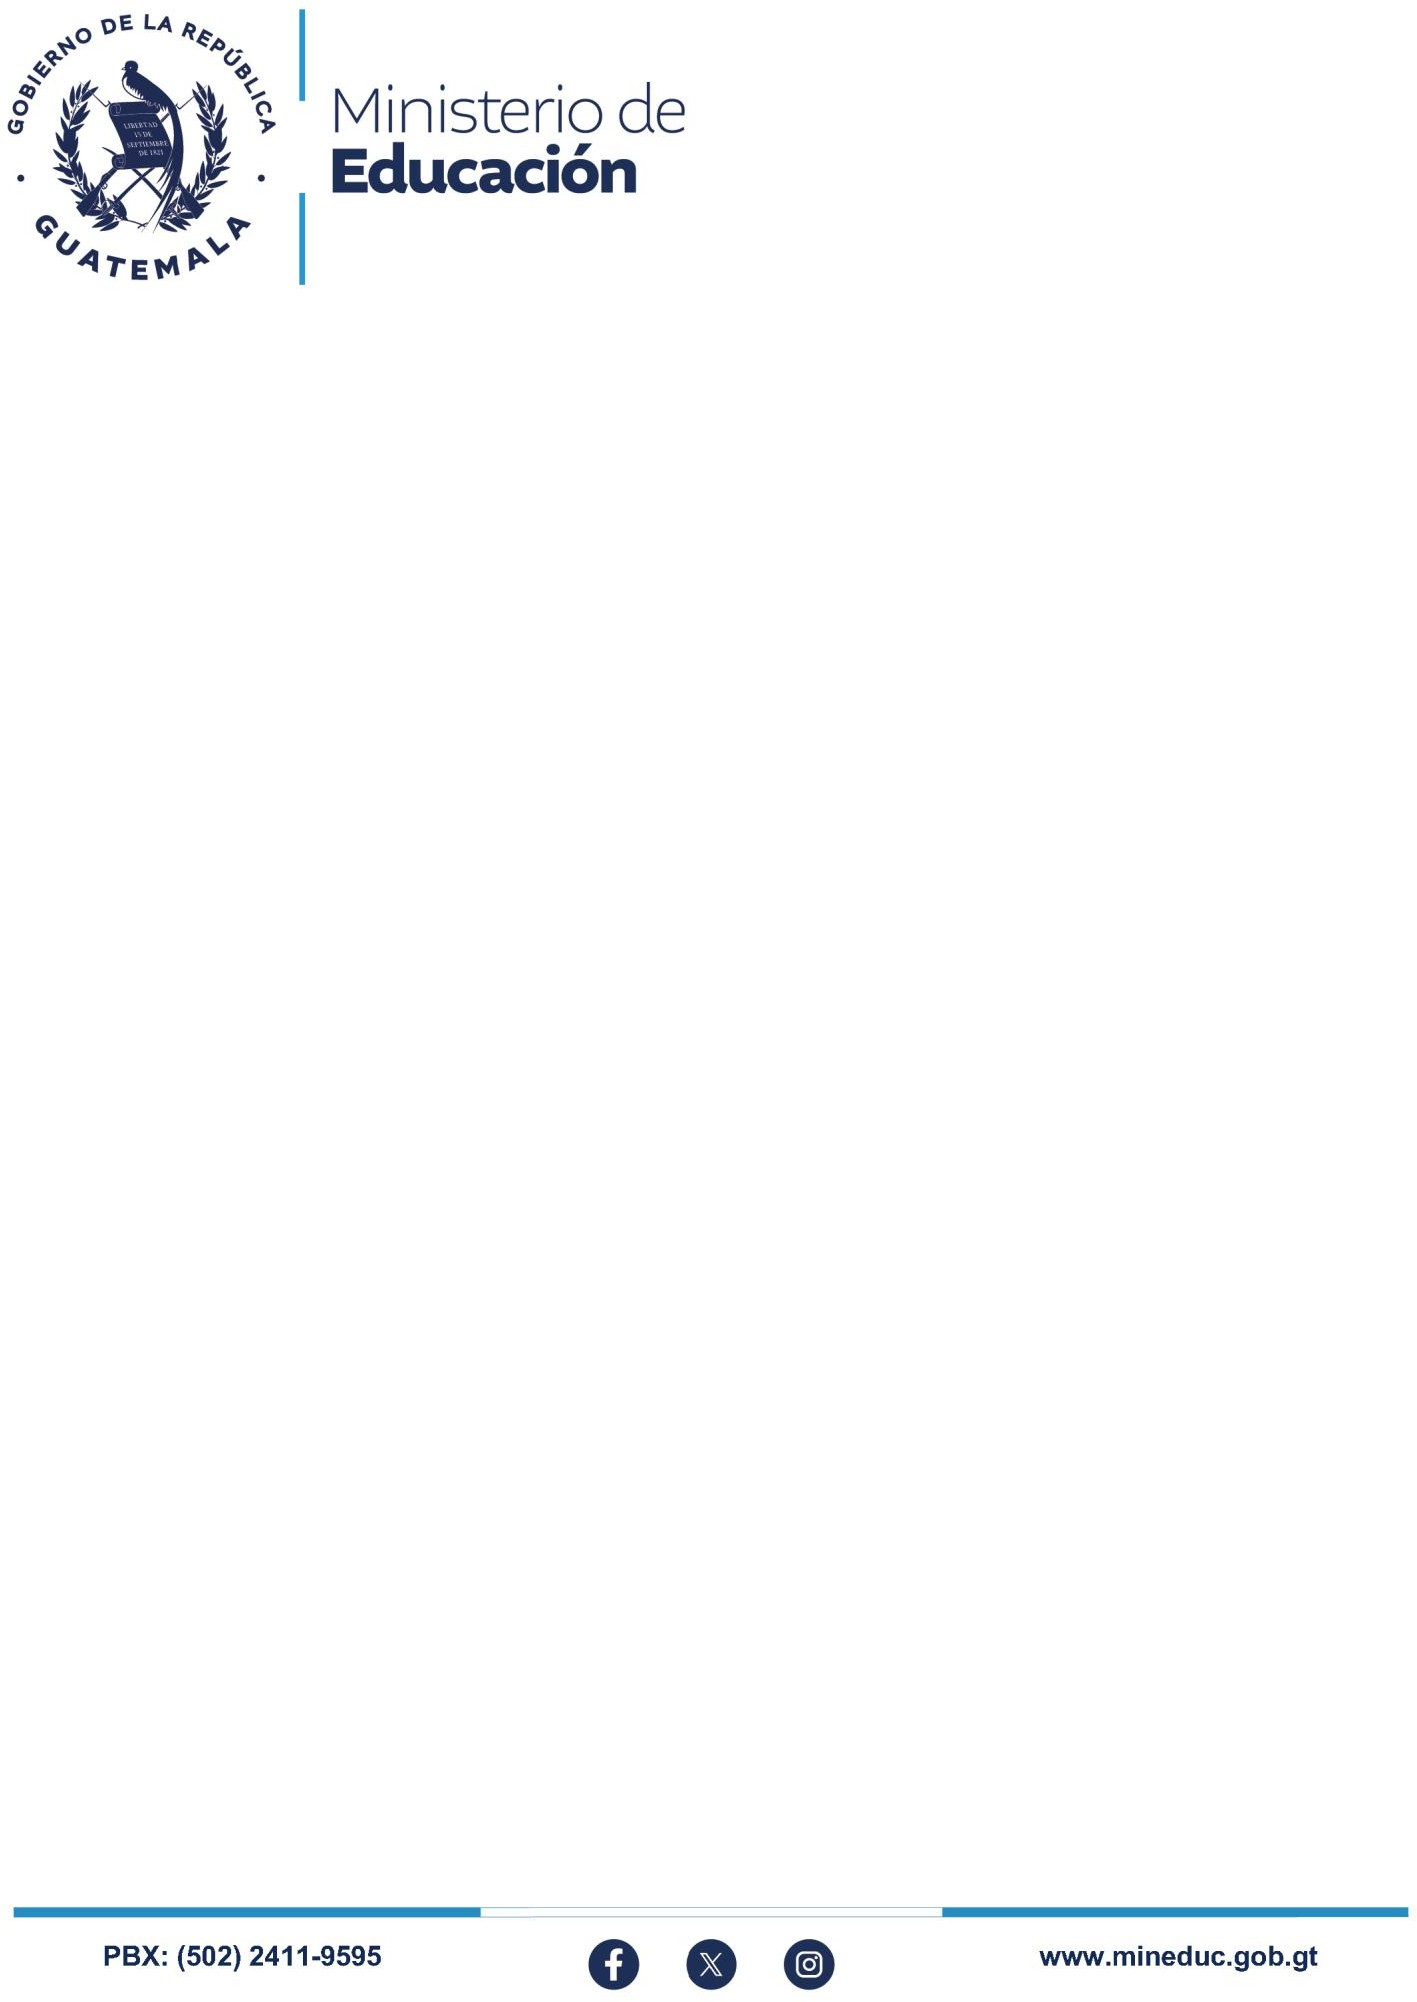 GOBIERNO DE LA REPÚBLICA
LIBERTAD
15 DE
SEPTIEMBRE
DE 1821
GUATEMALA
Ministerio de
Educación
PBX: (502) 2411-9595
www.mineduc.gob.gt